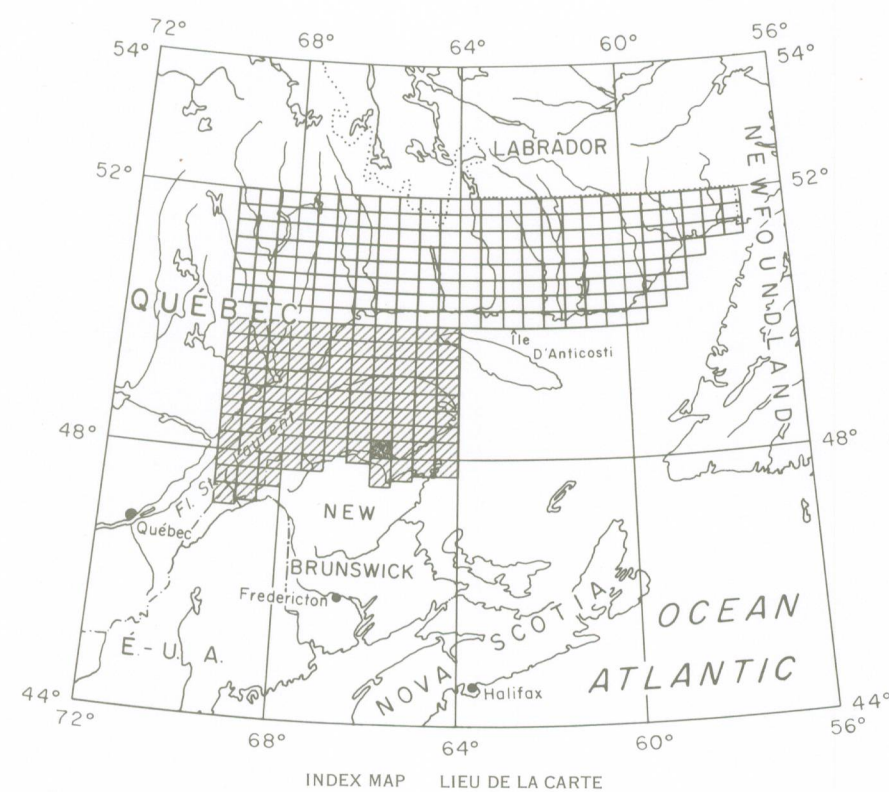 72°
68°
64°
60°
56°
54°
54°
LABRADOR
52°
52°
NEWFOUNDLAND
QUÉBEC
Île
D'Anticosti
48°
48°
Fl. St. Laurent
Québec
NEW
BRUNSWICK
Fredericton
É.-U. A.
NOVA SCOTIA
Halifax
OCEAN
ATLANTIC
44°
44°
72°
68°
64°
60°
56°
INDEX MAP LIEU DE LA CARTE